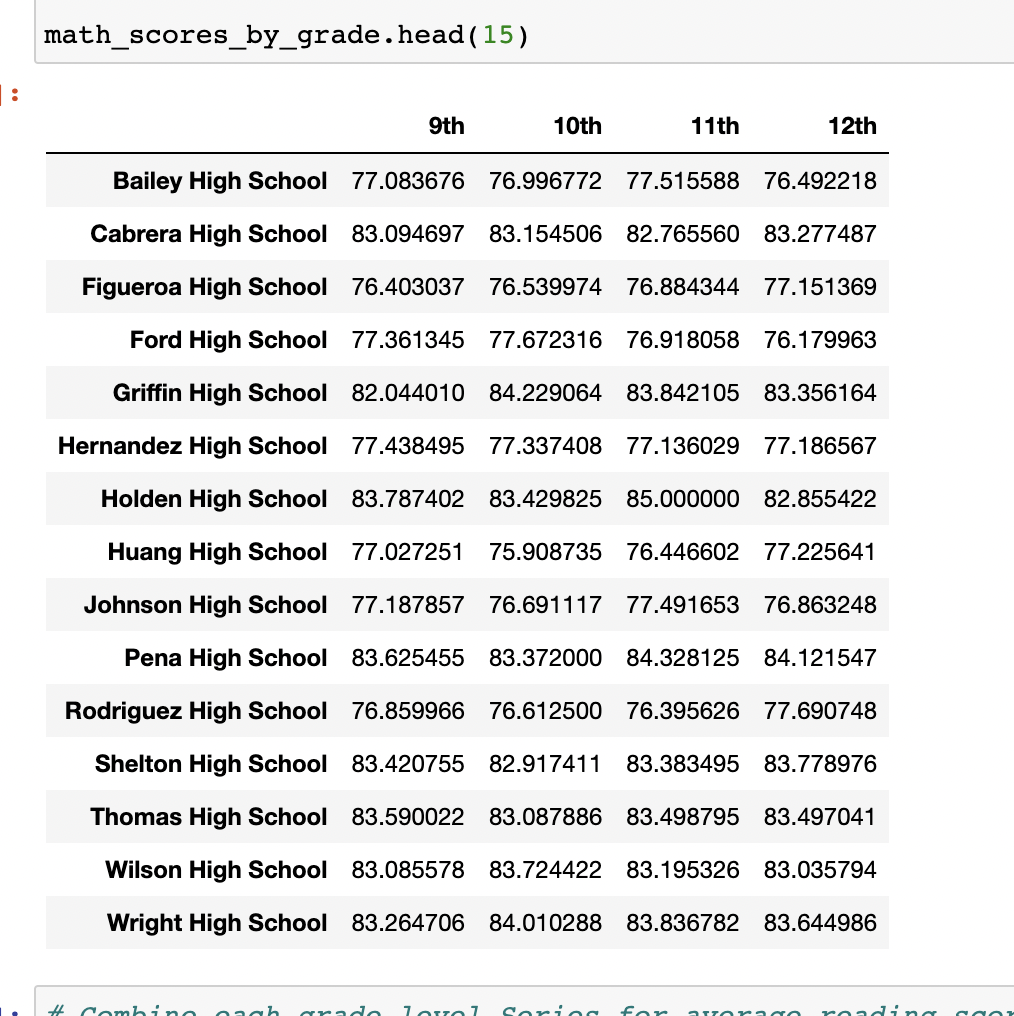 math_scores_by_grade.head(15)
]:
9th 10th 11th 12th
Bailey High School 77.083676 76.996772 77.515588 76.492218
Cabrera High School 83.094697 83.154506 82.765560 83.277487
Figueroa High School 76.403037 76.539974 76.884344 77.151369
Ford High School 77.361345 77.672316 76.918058 76.179963
Griffin High School 82.044010 84.229064 83.842105 83.356164
Hernandez High School 77.438495 77.337408 77.136029 77.186567
Holden High School 83.787402 83.429825 85.000000 82.855422
Huang High School 77.027251 75.908735 76.446602 77.225641
Johnson High School 77.187857 76.691117 77.491653 76.863248
Pena High School 83.625455 83.372000 84.328125 84.121547
Rodriguez High School 76.859966 76.612500 76.395626 77.690748
Shelton High School 83.420755 82.917411 83.383495 83.778976
Thomas High School 83.590022 83.087886 83.498795 83.497041
Wilson High School 83.085578 83.724422 83.195326 83.035794
Wright High School 83.264706 84.010288 83.836782 83.644986
# Combine each grade level Series for average reading